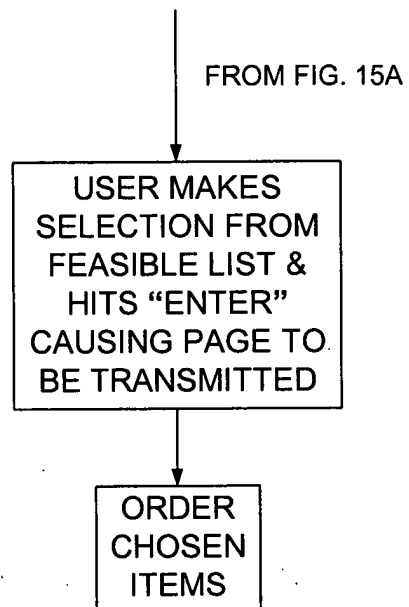 FROM FIG. 15A
USER MAKES
SELECTION FROM
FEASIBLE LIST &
HITS “ENTER”
CAUSING PAGE TO
BE TRANSMITTED
ORDER
CHOSEN
ITEMS